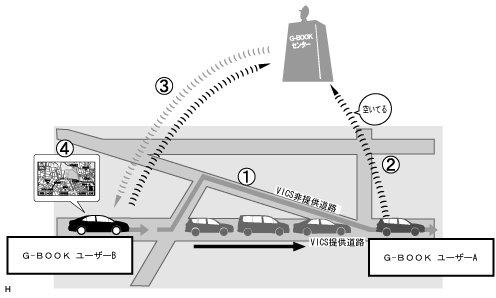 G-BOOK
センター
空いてる
③
④
①
②
VICS非提供道路
VICS提供道路
G-BOOK ユーザーB
G-BOOK ユーザーA
H